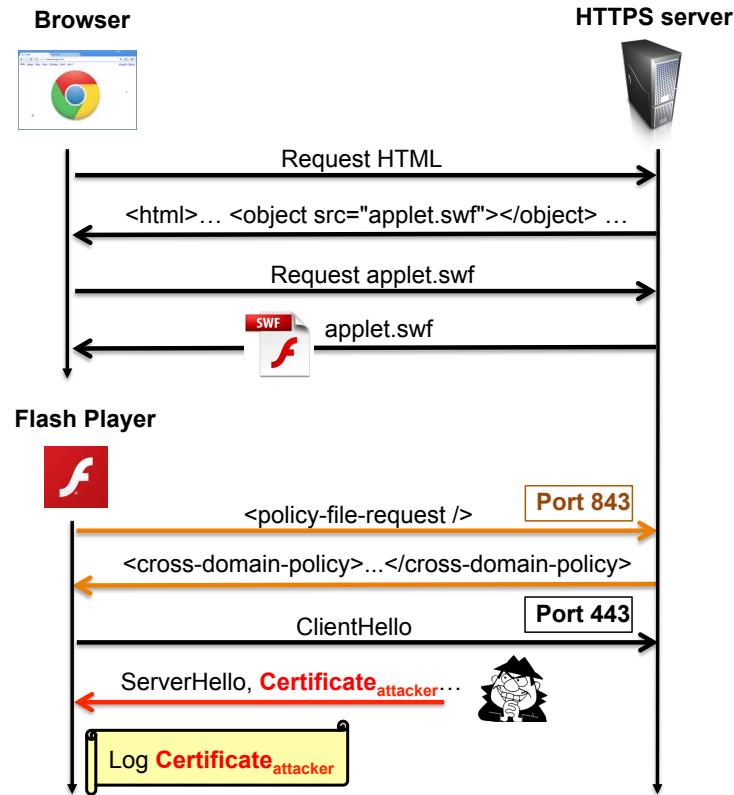 Browser
HTTPS server
Request HTML
<html>… <object src="applet.swf"></object> …
Request applet.swf
SWF
applet.swf
Flash Player
Port 843
<policy-file-request />
<cross-domain-policy>...</cross-domain-policy>
Port 443
ClientHello
ServerHello, Certificateattacker…
Log Certificateattacker